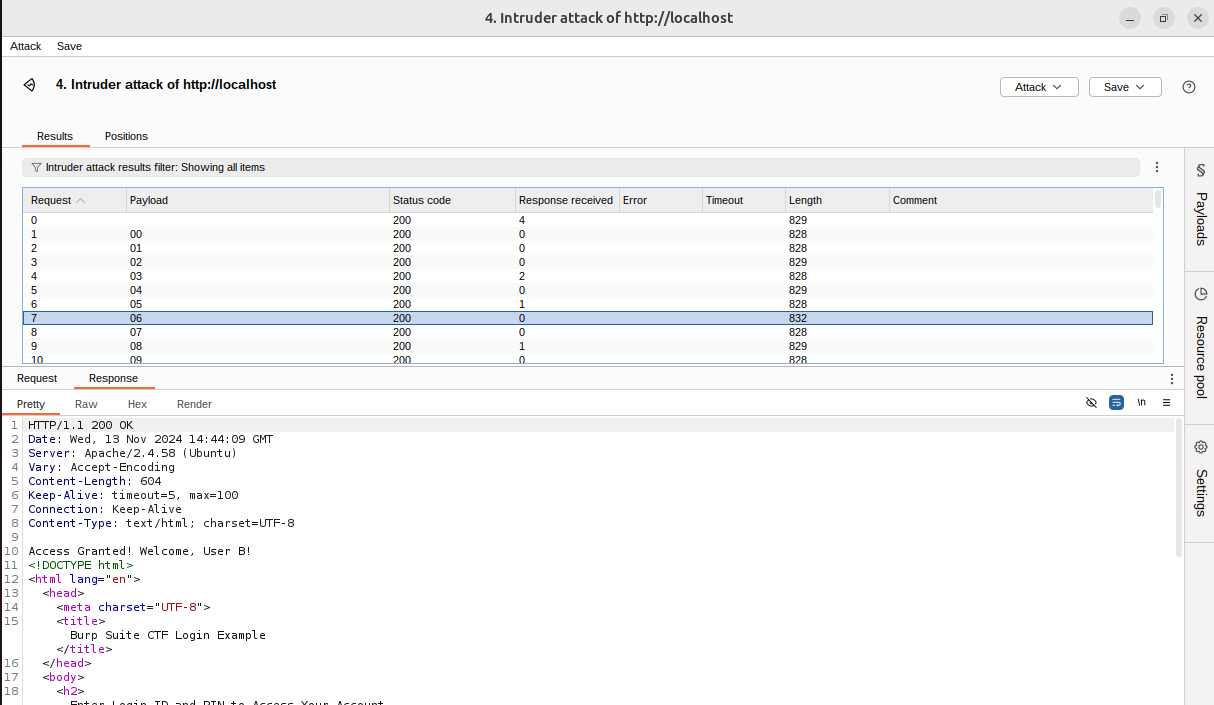 4. Intruder attack of http://localhost
Attack Save
4. Intruder attack of http://localhost
Attack Save
Results Positions
Intruder attack results filter: Showing all items
Request Payload Status code Response received Error Timeout Length Comment
0 200 4 829
1 00 200 0 828
2 01 200 0 828
3 02 200 0 829
4 03 200 2 828
5 04 200 0 829
6 05 200 1 828
7 06 200 0 832
8 07 200 0 828
9 08 200 1 829
10 09 200 0 828
Payloads
Resource pool
Settings
Request Response
Pretty Raw Hex Render
\n
1 HTTP/1.1 200 OK
2 Date: Wed, 13 Nov 2024 14:44:09 GMT
3 Server: Apache/2.4.58 (Ubuntu)
4 Vary: Accept-Encoding
5 Content-Length: 604
6 Keep-Alive: timeout=5, max=100
7 Connection: Keep-Alive
8 Content-Type: text/html; charset=UTF-8
9
10 Access Granted! Welcome, User B!
11 <!DOCTYPE html>
12 <html lang="en">
13 <head>
14 <meta charset="UTF-8">
15 <title>
Burp Suite CTF Login Example
</title>
16 </head>
17 <body>
18 <h2>
Enter Login ID and PIN to Access Your Account